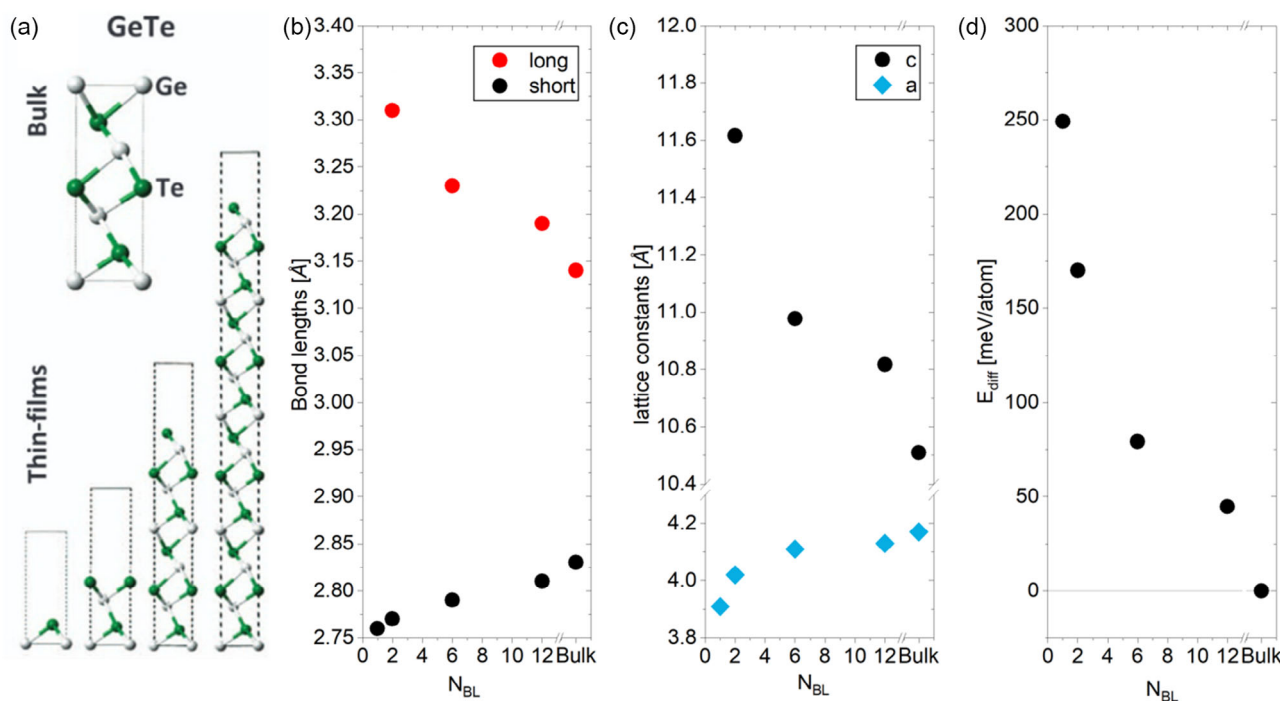 (a)
GeTe
Bulk
Ge
Te
Thin-films
(b)
3.40
3.35
3.30
3.25
3.20
3.15
3.10
3.05
3.00
2.95
2.90
2.85
2.80
2.75
Bond lengths [Å]
long
short
0 2 4 6 8 10 12 Bulk
N_BL
(c)
12.0
11.8
11.6
11.4
11.2
11.0
10.8
10.6
10.4
4.2
4.0
3.8
lattice constants [Å]
c
a
0 2 4 6 8 10 12 Bulk
N_BL
(d)
300
250
200
150
100
50
0
E_diff [meV/atom]
0 2 4 6 8 10 12 Bulk
N_BL